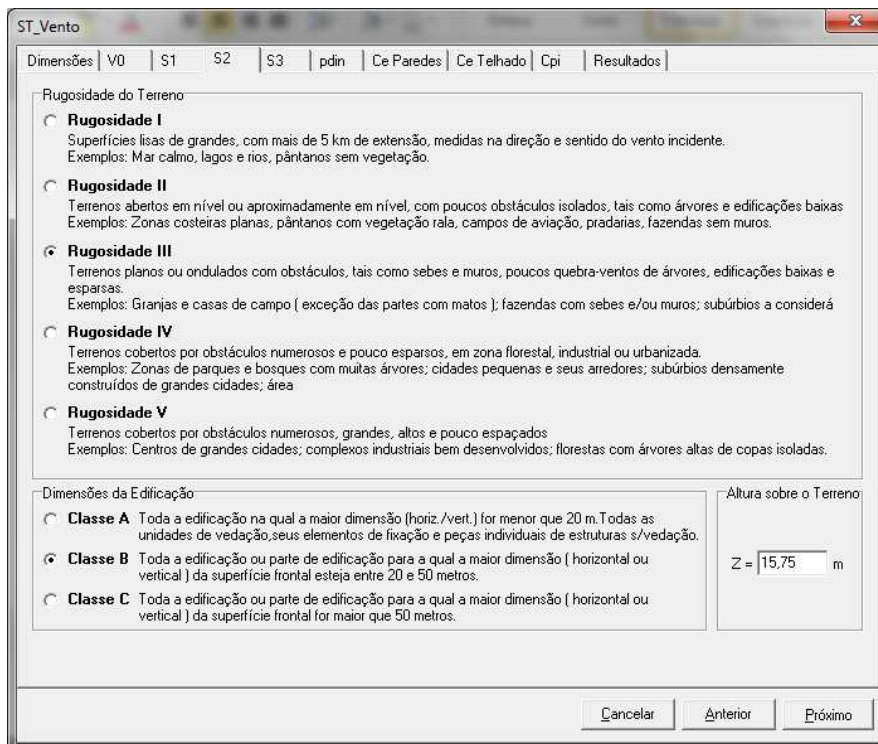 ST_Vento
Dimensões V0 S1 S2 S3 pdin Ce Paredes Ce Telhado Cpi Resultados
Rugosidade do Terreno
Rugosidade I
Superfícies lisas de grandes, com mais de 5 km de extensão, medidas na direção e sentido do vento incidente.
Exemplos: Mar calmo, lagos e rios, pântanos sem vegetação.
Rugosidade II
Terrenos abertos em nível ou aproximadamente em nível, com poucos obstáculos isolados, tais como árvores e edificações baixas
Exemplos: Zonas costeiras planas, pântanos com vegetação rala, campos de aviação, pradarias, fazendas sem muros.
Rugosidade III
Terrenos planos ou ondulados com obstáculos, tais como sebes e muros, poucos quebra-ventos de árvores, edificações baixas e
esparsas.
Exemplos: Granjas e casas de campo ( exceção das partes com matos ); fazendas com sebes e/ou muros; subúrbios a considerá
Rugosidade IV
Terrenos cobertos por obstáculos numerosos e pouco esparsos, em zona florestal, industrial ou urbanizada.
Exemplos: Zonas de parques e bosques com muitas árvores; cidades pequenas e seus arredores; subúrbios densamente
construídos de grandes cidades; área
Rugosidade V
Terrenos cobertos por obstáculos numerosos, grandes, altos e pouco espaçados
Exemplos: Centros de grandes cidades; complexos industriais bem desenvolvidos; florestas com árvores altas de copas isoladas.
Dimensões da Edificação
Classe A Toda a edificação na qual a maior dimensão (horiz./vert.) for menor que 20 m.Todas as
unidades de vedação,seus elementos de fixação e peças individuais de estruturas s/vedação.
Classe B Toda a edificação ou parte de edificação para a qual a maior dimensão ( horizontal ou
vertical ) da superfície frontal esteja entre 20 e 50 metros.
Classe C Toda a edificação ou parte de edificação para a qual a maior dimensão ( horizontal ou
vertical ) da superfície frontal for maior que 50 metros.
Altura sobre o Terreno
Z = 15,75 m
Cancelar Anterior Próximo